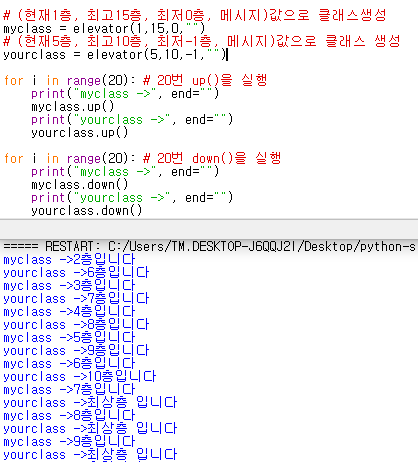 # (현재1층, 최고15층, 최저0층, 메시지)값으로 클래스생성
myclass = elevator(1,15,0,"")
# (현재5층, 최고10층, 최저-1층, 메시지)값으로 클래스 생성
yourclass = elevator(5,10,-1,"")
for i in range(20): # 20번 up()을 실행
print("myclass ->", end="")
myclass.up()
print("yourclass ->", end="")
yourclass.up()
for i in range(20): # 20번 down()을 실행
print("myclass ->", end="")
myclass.down()
print("yourclass ->", end="")
yourclass.down()
===== RESTART: C:/Users/TM.DESKTOP-J6QQJ2I/Desktop/python-s
myclass ->2층입니다
yourclass ->6층입니다
myclass ->3층입니다
yourclass ->7층입니다
myclass ->4층입니다
yourclass ->8층입니다
myclass ->5층입니다
yourclass ->9층입니다
myclass ->6층입니다
yourclass ->10층입니다
myclass ->7층입니다
yourclass ->최상층 입니다
myclass ->8층입니다
yourclass ->최상층 입니다
myclass ->9층입니다
yourclass ->최상층 입니다